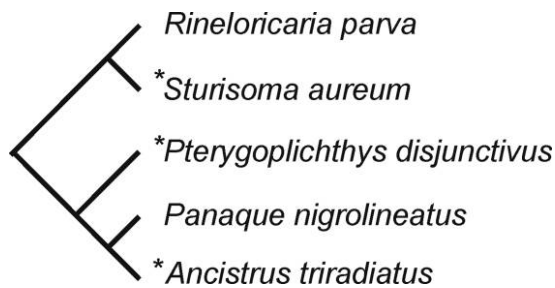 Rineloricaria parva
*Sturisoma aureum
*Pterygoplichthys disjunctivus
Panaque nigrolineatus
*Ancistrus triradiatus